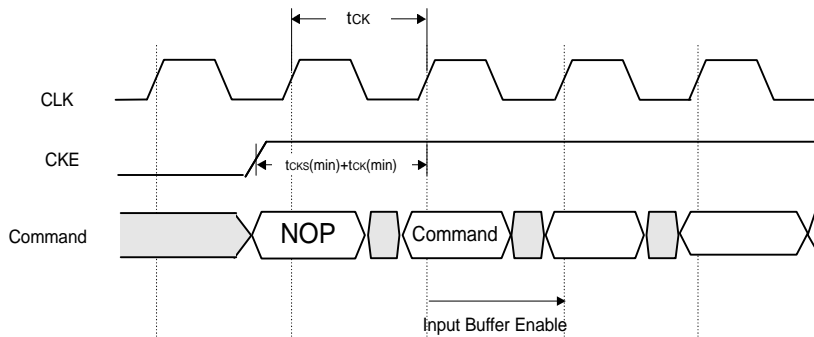 tCK
CLK
CKE
tCKS(min)+tCK(min)
Command
NOP
Command
Input Buffer Enable